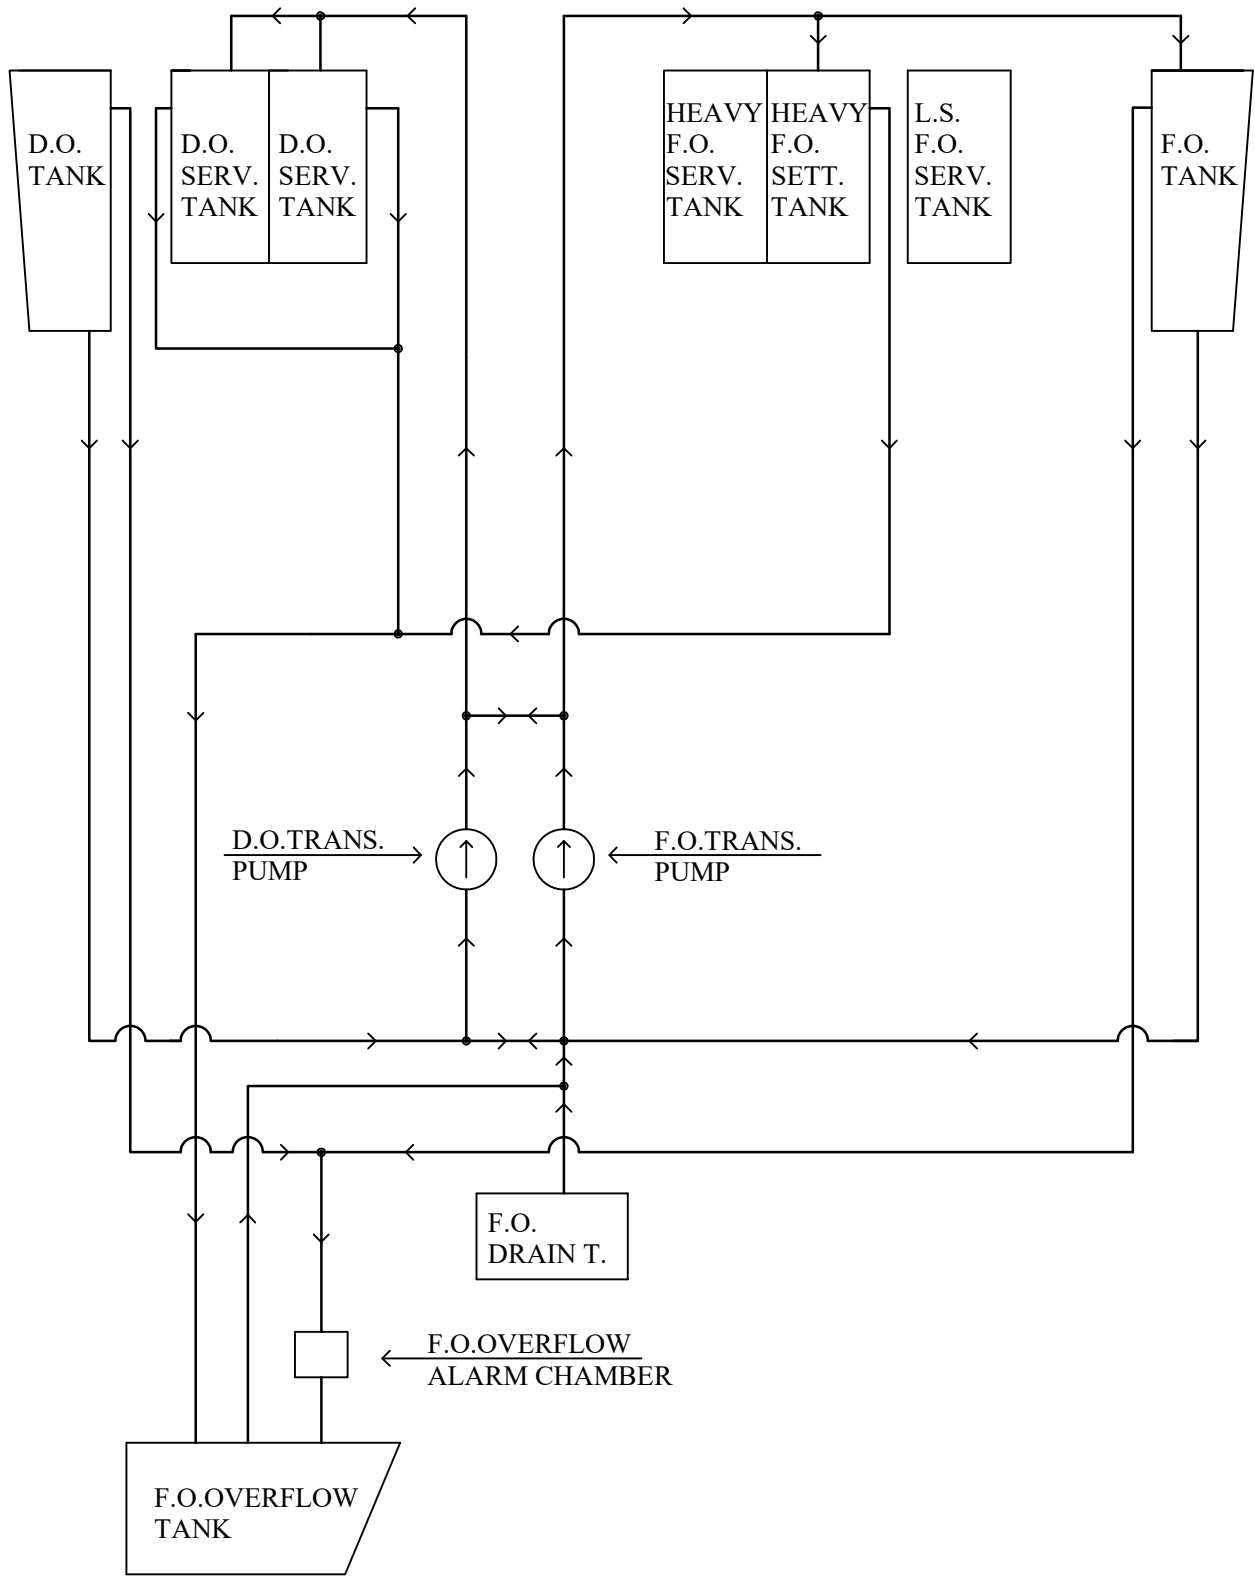 D.O.
TANK
D.O.
SERV.
TANK
D.O.
SERV.
TANK
HEAVY
F.O.
SERV.
TANK
HEAVY
F.O.
SETT.
TANK
L.S.
F.O.
SERV.
TANK
F.O.
TANK
D.O.TRANS.
PUMP
F.O.TRANS.
PUMP
F.O.
DRAIN T.
F.O.OVERFLOW
ALARM CHAMBER
F.O.OVERFLOW
TANK